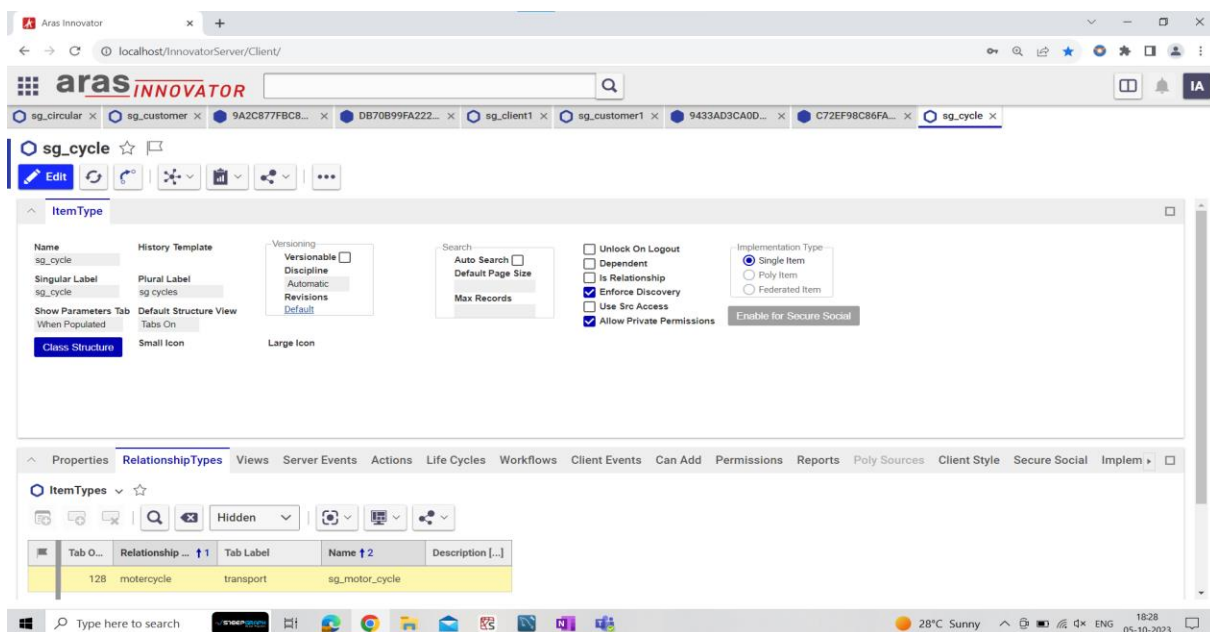 Aras Innovator
localhost/InnovatorServer/Client/
aras INNOVATOR
IA
sg_circular sg_customer 9A2C877FBC8... DB70B99FA222... sg_client1 sg_customer1 9433AD3CA0D... C72EF98C86FA... sg_cycle
sg_cycle
Edit
ItemType
Name History Template Versioning Search Unlock On Logout Implementation Type
sg_cycle Versionable Auto Search Dependent Single Item
Singular Label Plural Label Discipline Default Page Size Is Relationship Poly Item
sg_cycle sg cycles Automatic Enforce Discovery Federated Item
Revisions Max Records
Show Parameters Tab Default Structure View Default Use Src Access Enable for Secure Social
When Populated Tabs On Allow Private Permissions
Class Structure Small Icon Large Icon
Properties RelationshipTypes Views Server Events Actions Life Cycles Workflows Client Events Can Add Permissions Reports Poly Sources Client Style Secure Social Implem
ItemTypes
Hidden
Tab O... Relationship ... 1 Tab Label Name 2 Description [...]
128 motercycle transport sg_motor_cycle
Type here to search 28°C Sunny ENG 18:28
05-10-2023